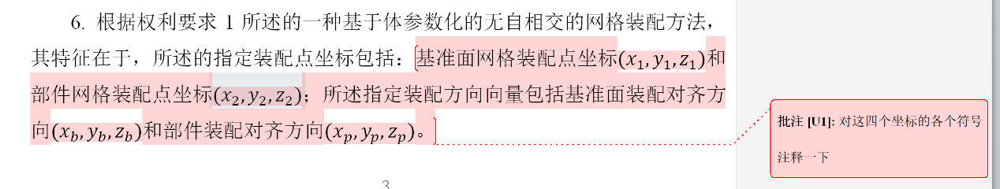 6. 根据权利要求 1 所述的一种基于体参数化的无自相交的网格装配方法，
其特征在于，所述的指定装配点坐标包括：基准面网格装配点坐标(x₁,y₁,z₁)和
部件网格装配点坐标(x₂,y₂,z₂)；所述指定装配方向向量包括基准面装配对齐方
向(x_b,y_b,z_b)和部件装配对齐方向(x_p,y_p,z_p)。
批注 [U1]: 对这四个坐标的各个符号
注释一下
3